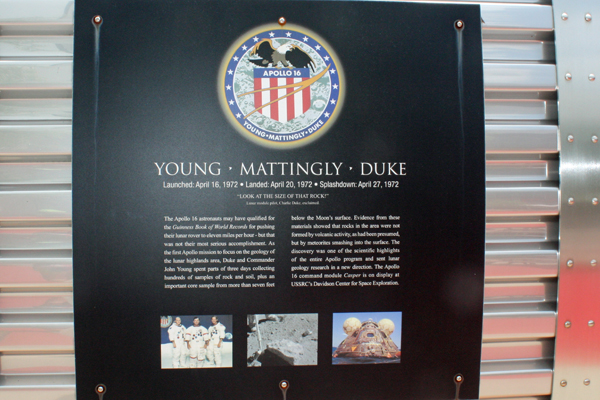 APOLLO 16
YOUNG • MATTINGLY • DUKE
YOUNG · MATTINGLY · DUKE
Launched: April 16, 1972 • Landed: April 20, 1972 • Splashdown: April 27, 1972
"LOOK AT THE SIZE OF THAT ROCK!"
Lunar module pilot, Charlie Duke, exclaimed.
The Apollo 16 astronauts may have qualified for
the Guinness Book of World Records for pushing
their lunar rover to eleven miles per hour - but that
was not their most serious accomplishment. As
the first Apollo mission to focus on the geology of
the lunar highlands area, Duke and Commander
John Young spent parts of three days collecting
hundreds of samples of rock and soil, plus an
important core sample from more than seven feet
below the Moon's surface. Evidence from these
materials showed that rocks in the area were not
formed by volcanic activity, as had been presumed,
but by meteorites smashing into the surface. The
discovery was one of the scientific highlights
of the entire Apollo program and sent lunar
geology research in a new direction. The Apollo
16 command module Casper is on display at
USSRC's Davidson Center for Space Exploration.